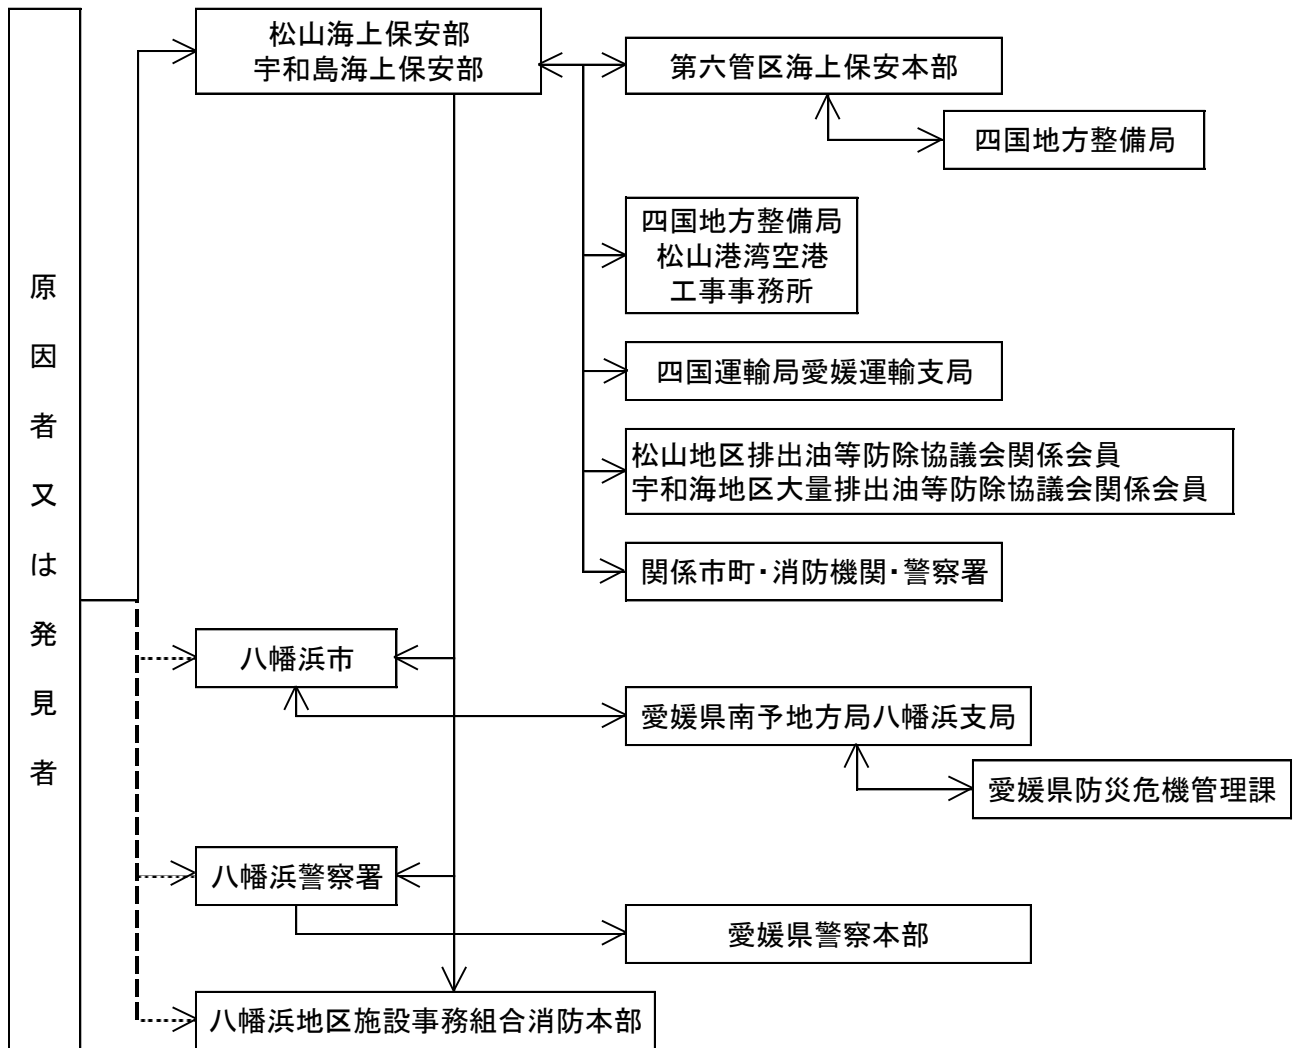 原因者又は発見者
松山海上保安部
宇和島海上保安部
第六管区海上保安本部
四国地方整備局
四国地方整備局
松山港湾空港
工事事務所
四国運輸局愛媛運輸支局
松山地区排出油等防除協議会関係会員
宇和海地区大量排出油等防除協議会関係会員
関係市町・消防機関・警察署
八幡浜市
愛媛県南予地方局八幡浜支局
愛媛県防災危機管理課
八幡浜警察署
愛媛県警察本部
八幡浜地区施設事務組合消防本部